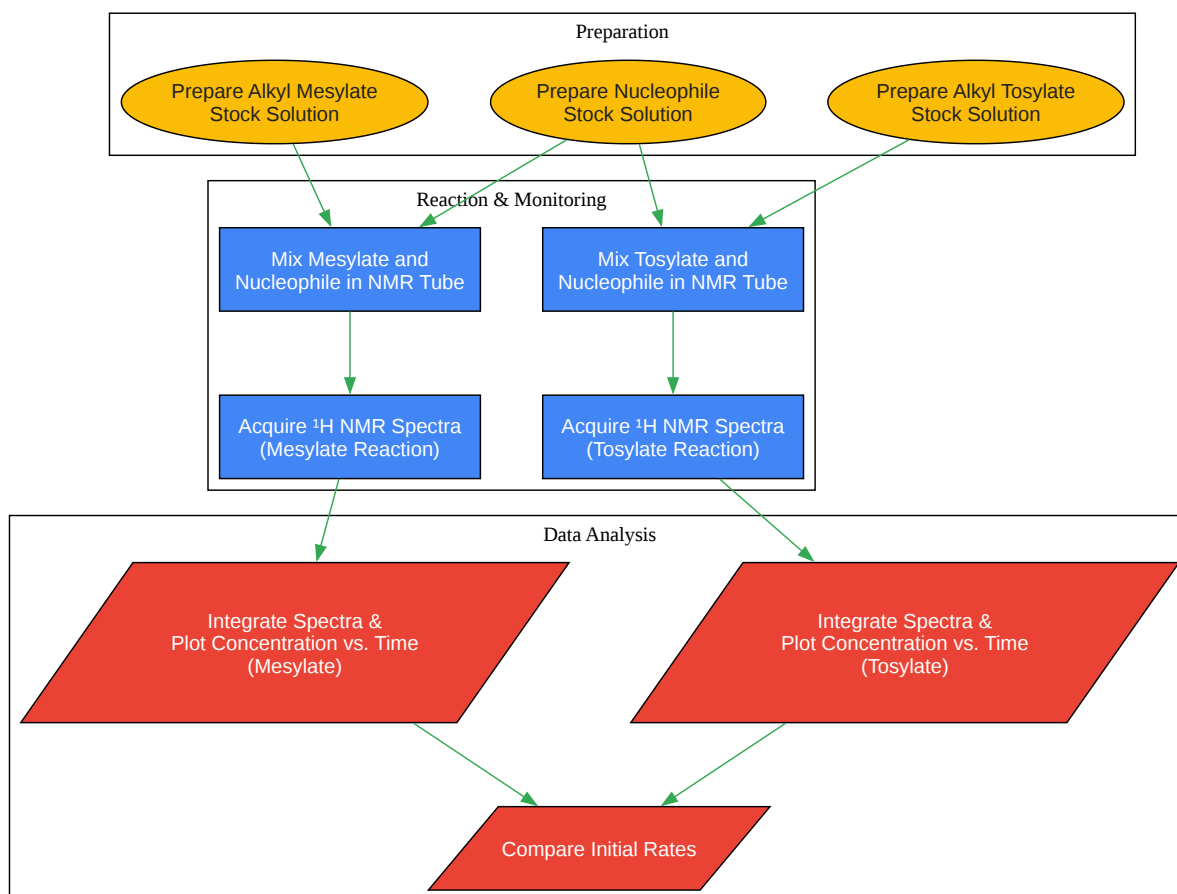 Preparation
Prepare Alkyl Mesylate
Stock Solution
Prepare Nucleophile
Stock Solution
Prepare Alkyl Tosylate
Stock Solution
Reaction & Monitoring
Mix Mesylate and
Nucleophile in NMR Tube
Mix Tosylate and
Nucleophile in NMR Tube
Acquire ¹H NMR Spectra
(Mesylate Reaction)
Acquire ¹H NMR Spectra
(Tosylate Reaction)
Data Analysis
Integrate Spectra &
Plot Concentration vs. Time
(Mesylate)
Integrate Spectra &
Plot Concentration vs. Time
(Tosylate)
Compare Initial Rates